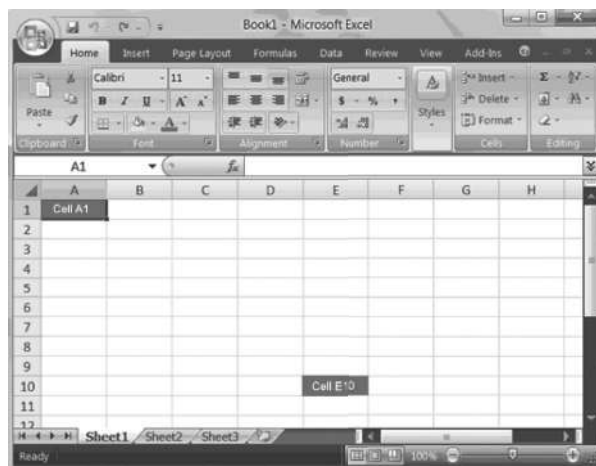 Book1 - Microsoft Excel
Home Insert Page Layout Formulas Data Review View Add-Ins
Calibri 11 General Insert
B I U $ % , Delete
Paste Styles Format
Clipboard Font Alignment Number Cells Editing
A1 fx
A B C D E F G H
1 Cell A1
2
3
4
5
6
7
8
9
10 Cell E10
11
12
Sheet1 Sheet2 Sheet3
Ready 100%